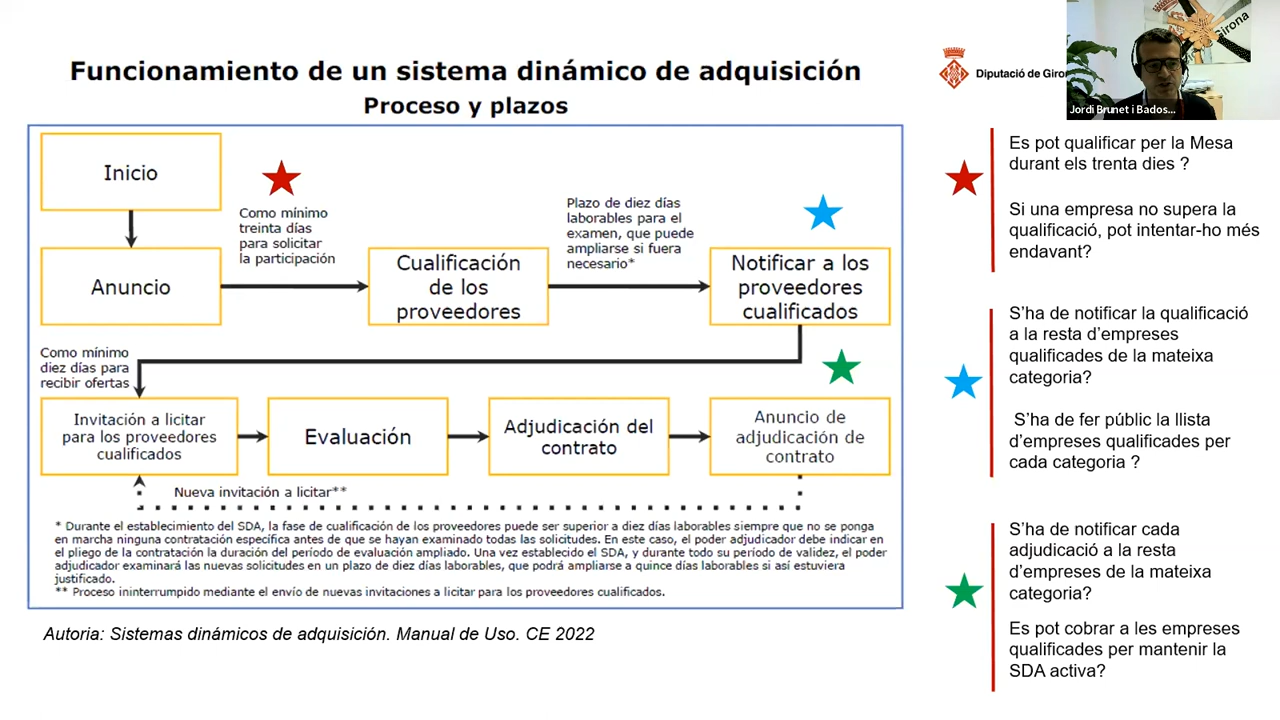 Funcionamiento de un sistema dinámico de adquisición
Proceso y plazos
Diputació de
Girona
Jordi Brunet i Bados...
Inicio
Como mínimo
treinta días
para solicitar
la participación
Plazo de diez días
laborables para el
examen, que puede
ampliarse si fuera
necesario*
Anuncio
Cualificación
de los
proveedores
Notificar a los
proveedores
cualificados
Como mínimo
diez días para
recibir ofertas
Invitación a licitar
para los proveedores
cualificados
Evaluación
Adjudicación del
contrato
Anuncio de
adjudicación de
contrato
Nueva invitación a licitar**
* Durante el establecimiento del SDA, la fase de cualificación de los proveedores puede ser superior a diez días laborables siempre que no se ponga
en marcha ninguna contratación específica antes de que se hayan examinado todas las solicitudes. En este caso, el poder adjudicador debe indicar en
el pliego de la contratación la duración del período de evaluación ampliado. Una vez establecido el SDA, y durante todo su período de validez, el poder
adjudicador examinará las nuevas solicitudes en un plazo de diez días laborables, que podrá ampliarse a quince días laborables si así estuviera
justificado.
** Proceso ininterrumpido mediante el envío de nuevas invitaciones a licitar para los proveedores cualificados.
Autoria: Sistemas dinámicos de adquisición. Manual de Uso. CE 2022
Es pot qualificar per la Mesa
durant els trenta dies ?
Si una empresa no supera la
qualificació, pot intentar-ho més
endavant?
S'ha de notificar la qualificació
a la resta d'empreses
qualificades de la mateixa
categoria?
S'ha de fer públic la llista
d'empreses qualificades per
cada categoria ?
S'ha de notificar cada
adjudicació a la resta
d'empreses de la mateixa
categoria?
Es pot cobrar a les empreses
qualificades per mantenir la
SDA activa?